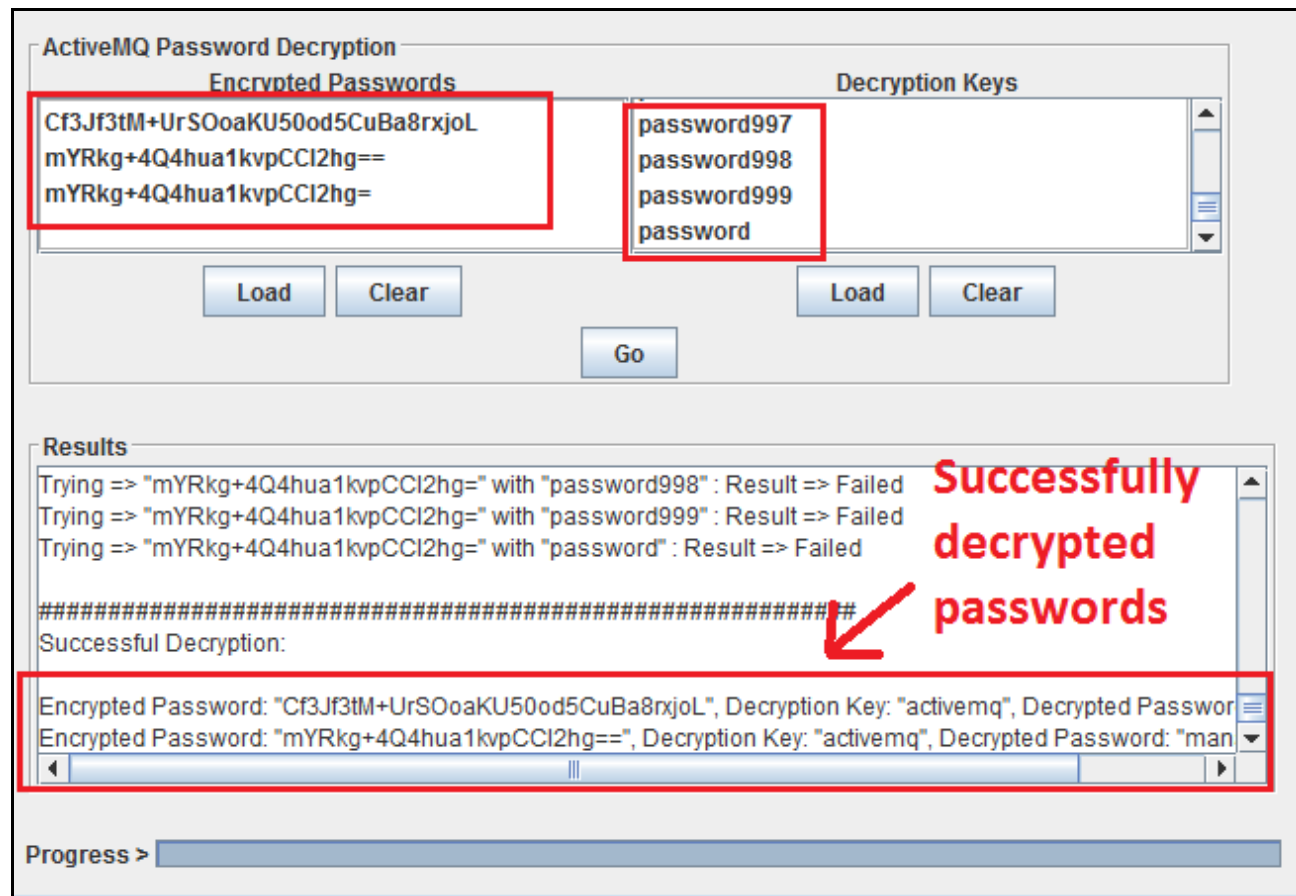 ActiveMQ Password Decryption
Encrypted Passwords
Decryption Keys
Cf3Jf3tM+UrSOoaKU50od5CuBa8rxjoL
mYRkg+4Q4hua1kvpCCI2hg==
mYRkg+4Q4hua1kvpCCI2hg=
password997
password998
password999
password
Load Clear
Load Clear
Go
Results
Trying => "mYRkg+4Q4hua1kvpCCI2hg=" with "password998" : Result => Failed
Trying => "mYRkg+4Q4hua1kvpCCI2hg=" with "password999" : Result => Failed
Trying => "mYRkg+4Q4hua1kvpCCI2hg=" with "password" : Result => Failed
Successfully
decrypted
passwords
###########################################################
Successful Decryption:
Encrypted Password: "Cf3Jf3tM+UrSOoaKU50od5CuBa8rxjoL", Decryption Key: "activemq", Decrypted Passwor
Encrypted Password: "mYRkg+4Q4hua1kvpCCI2hg==", Decryption Key: "activemq", Decrypted Password: "man
Progress >